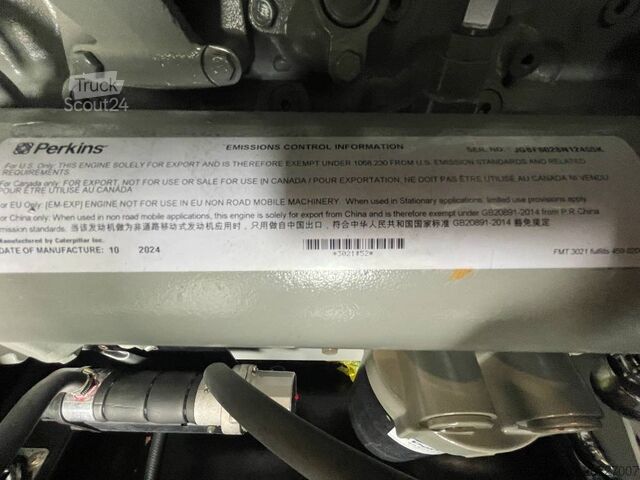 Truck
Scout24
Perkins EMISSIONS CONTROL INFORMATION SER. NO.
For U.S. Only: THIS ENGINE SOLELY FOR EXPORT AND IS THEREFORE EXEMPT UNDER 1068.230 FROM U.S. EMISSION STANDARDS AND RELATED
REQUIREMENTS.
For Canada only: FOR EXPORT, NOT FOR USE OR SALE FOR USE IN CANADA / POUR EXPORTATION, NE DOIT PAS ÊTRE UTILISÉ AU CANADA NI VENDU
POUR ÊTRE UTILISÉ AU CANADA
For EU Only: [EM-EXP] ENGINE NOT FOR USE IN EU NON ROAD MOBILE MACHINERY. When used in Stationary applications, limited use provisions apply.
For China only: When used in non road mobile applications, this engine is solely for export from China and is therefore exempt under GB20891-2014 from P.R.China
emission standards. 当该发动机做为非道路移动式发动机应用时，只用做自中国出口，符合中华人民共和国国家标准 GB20891-2014 豁免规定
Manufactured by Caterpillar Inc.
DATE OF MANUFACTURE: 10 2024
*3021#52*
FMT 3021 fulfills